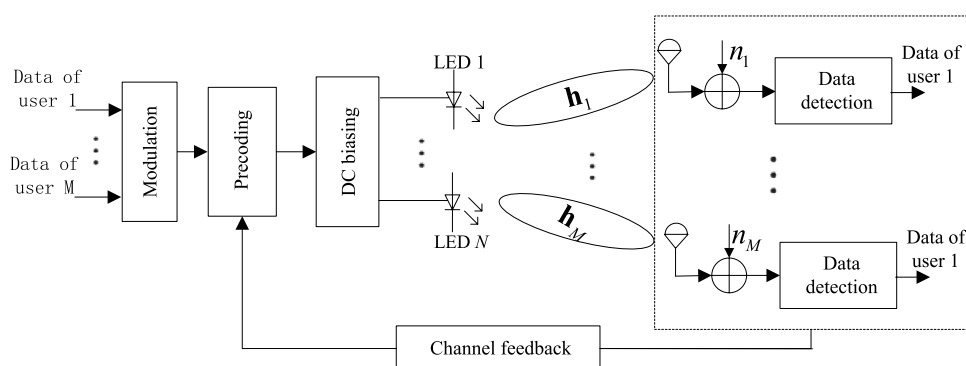 Data of
user 1
Data of
user M
Modulation
Precoding
DC biasing
LED 1
LED N
h1
hM
n1
Data
detection
Data of
user 1
nM
Data
detection
Data of
user 1
Channel feedback